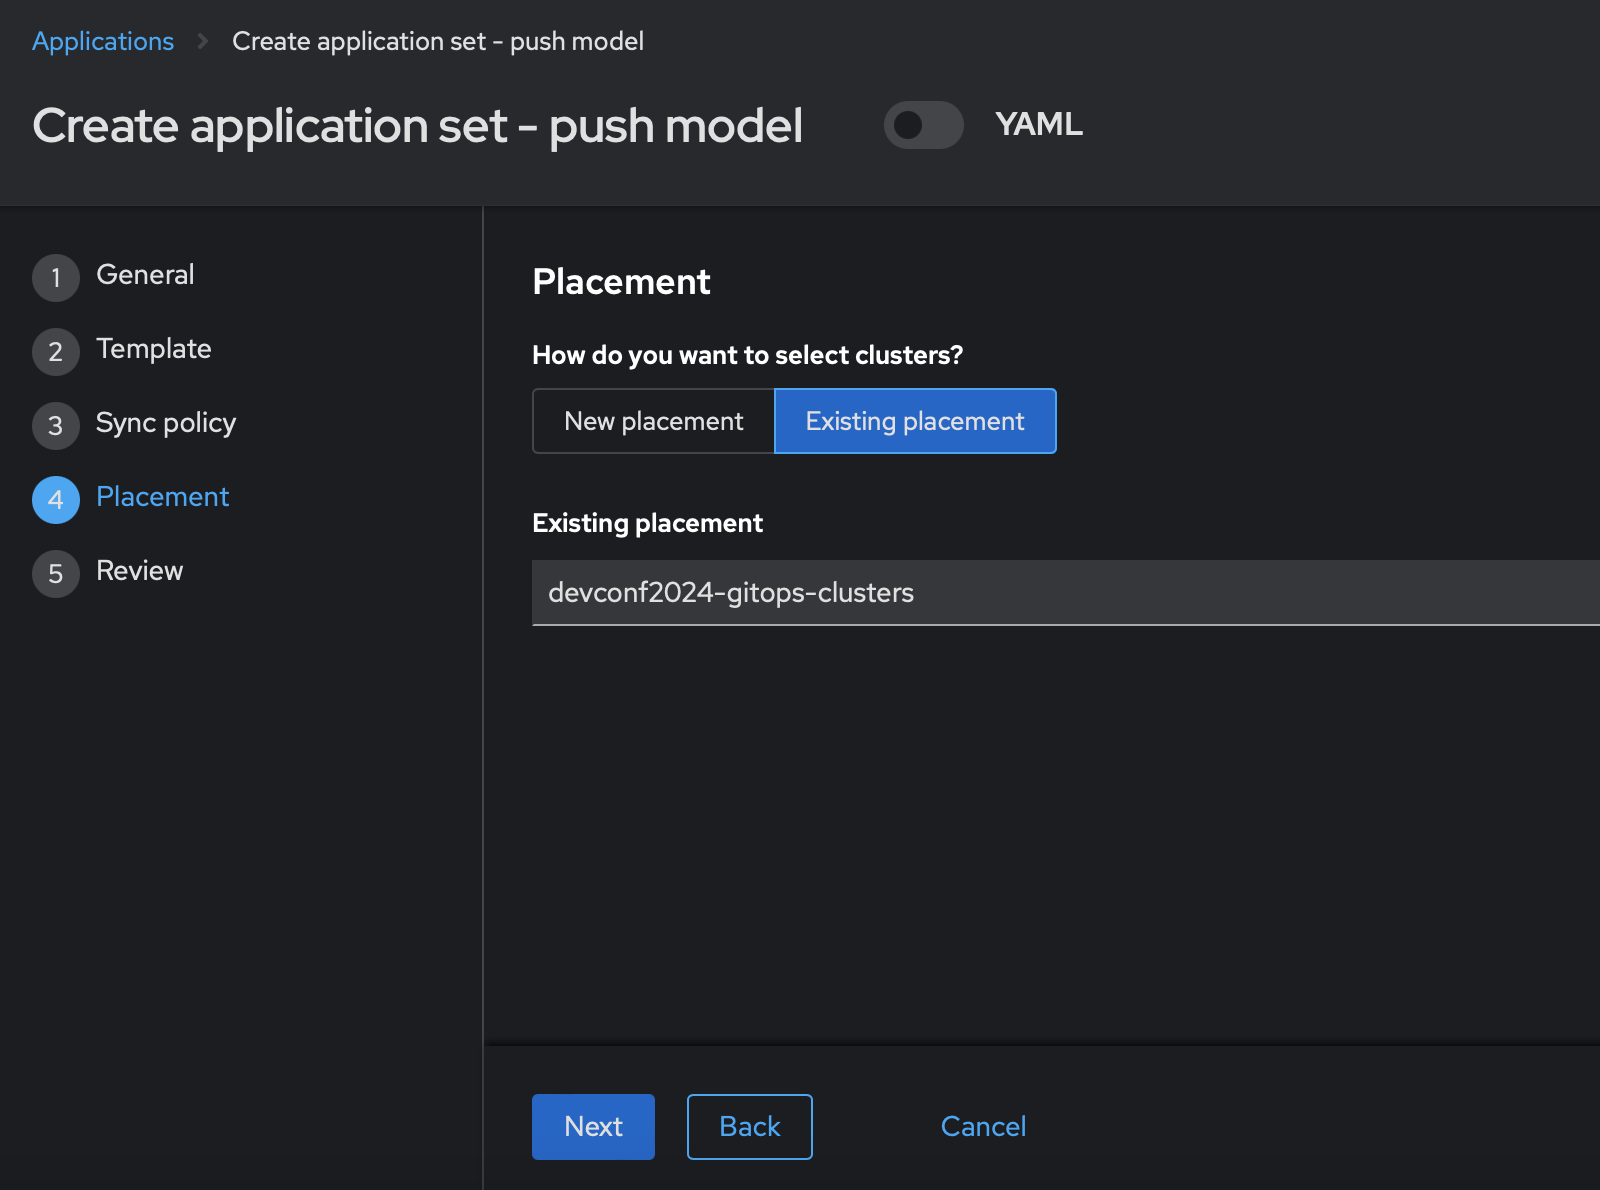 Applications > Create application set - push model
Create application set - push model
YAML
1 General
2 Template
3 Sync policy
4 Placement
5 Review
Placement
How do you want to select clusters?
New placement Existing placement
Existing placement
devconf2024-gitops-clusters
Next Back Cancel